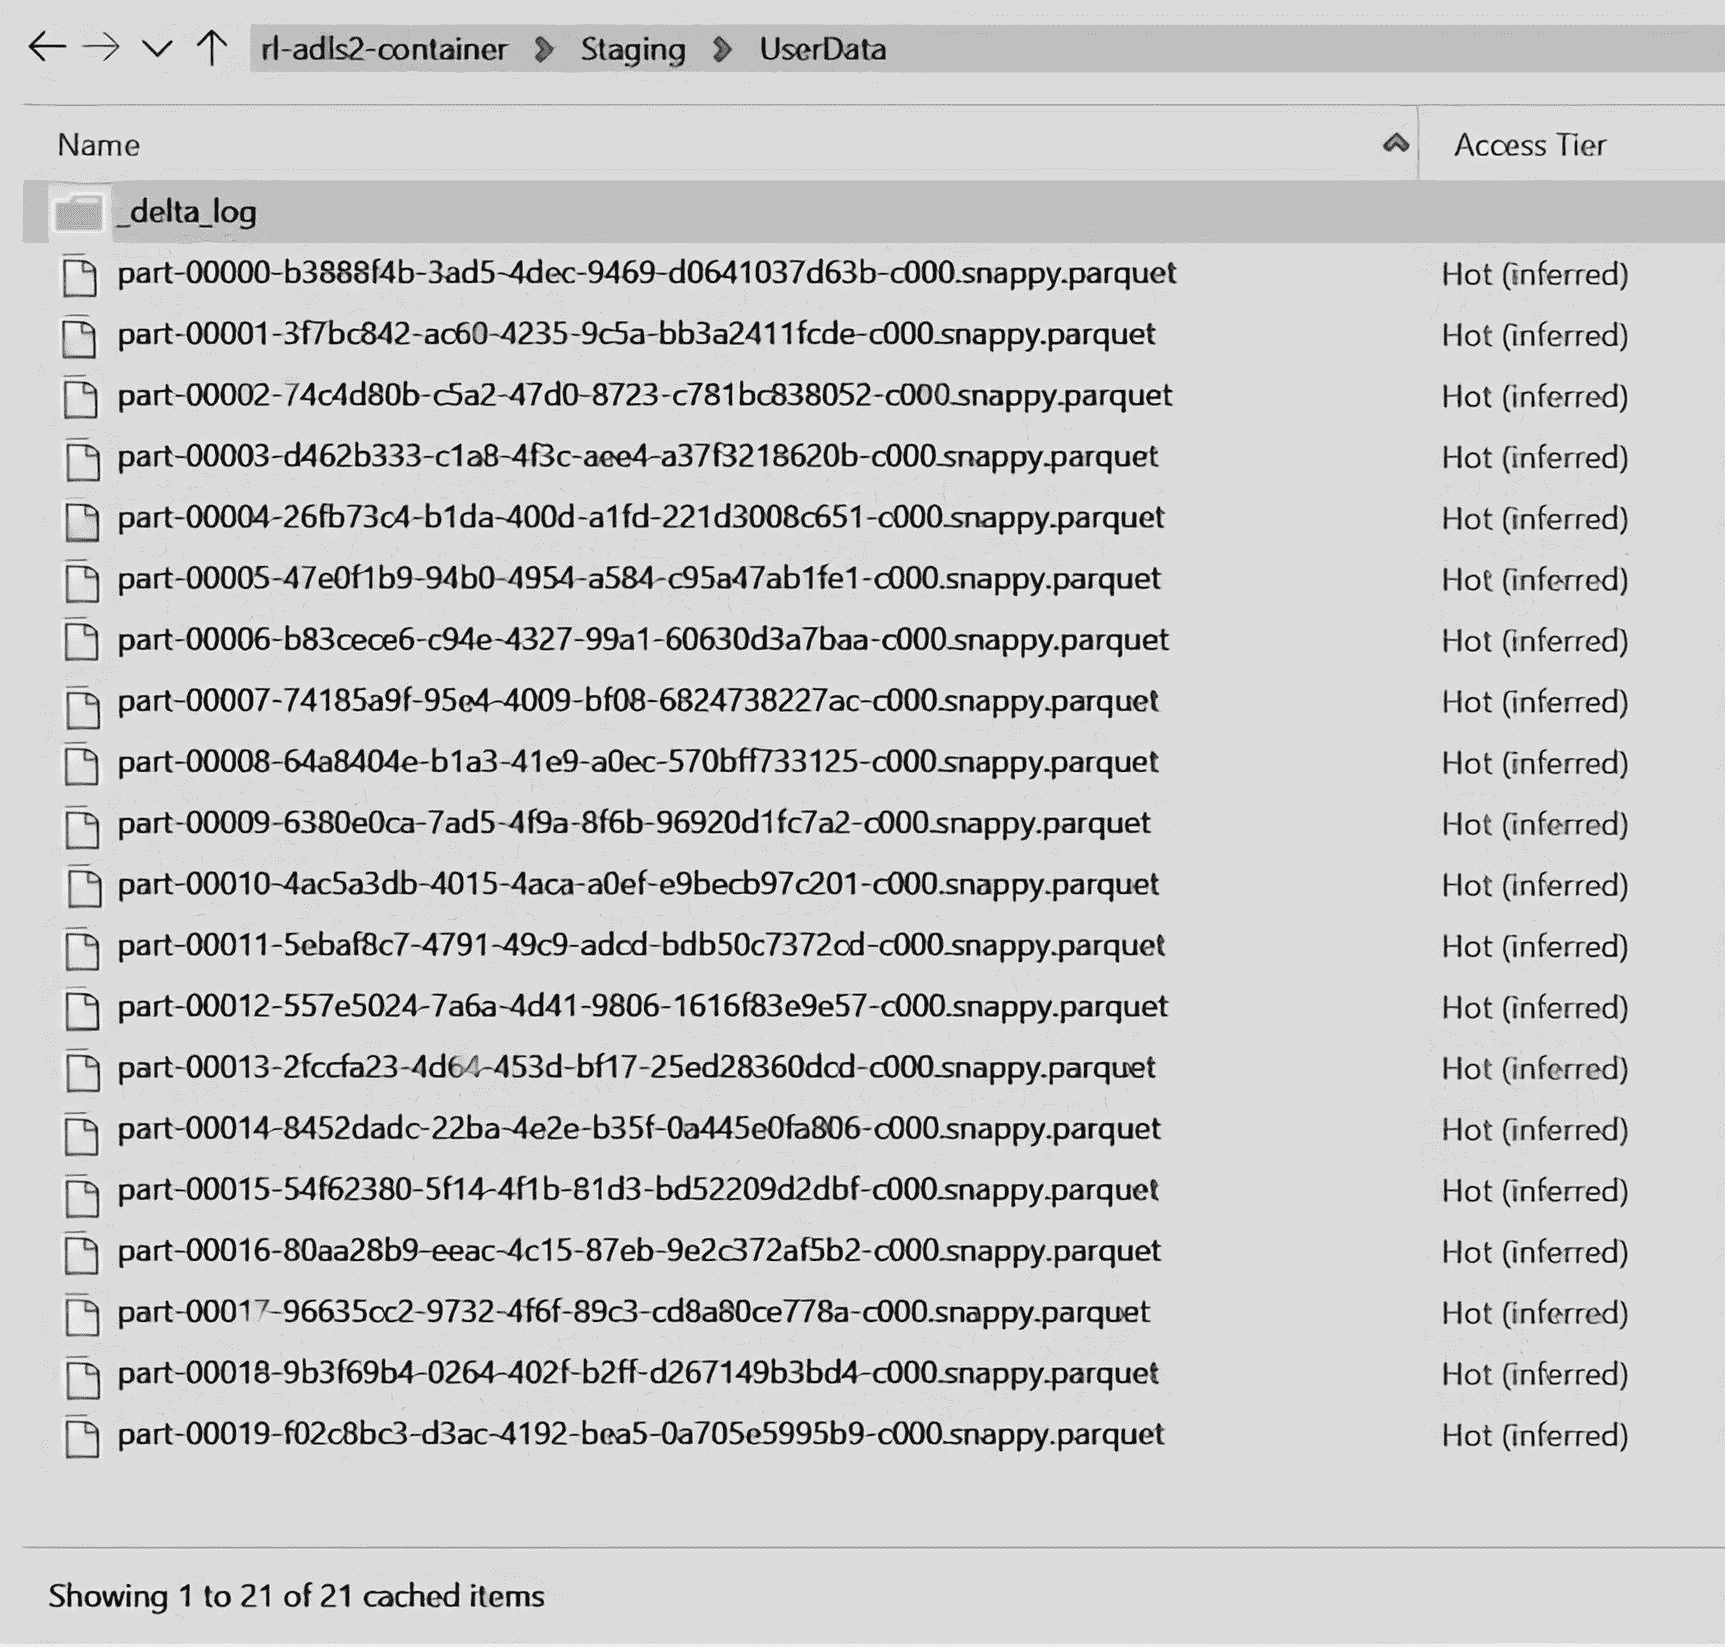 rl-adls2-container Staging UserData
Name Access Tier
_delta_log
part-00000-b3888f4b-3ad5-4dec-9469-d0641037d63b-c000.snappy.parquet Hot (inferred)
part-00001-3f7bc842-ac60-4235-9c5a-bb3a2411fcde-c000.snappy.parquet Hot (inferred)
part-00002-74c4d80b-c5a2-47d0-8723-c781bc838052-c000.snappy.parquet Hot (inferred)
part-00003-d462b333-c1a8-4f3c-aee4-a37f3218620b-c000.snappy.parquet Hot (inferred)
part-00004-26fb73c4-b1da-400d-a1fd-221d3008c651-c000.snappy.parquet Hot (inferred)
part-00005-47e0f1b9-94b0-4954-a584-c95a47ab1fe1-c000.snappy.parquet Hot (inferred)
part-00006-b83cece6-c94e-4327-99a1-60630d3a7baa-c000.snappy.parquet Hot (inferred)
part-00007-74185a9f-95e4-4009-bf08-6824738227ac-c000.snappy.parquet Hot (inferred)
part-00008-64a8404e-b1a3-41e9-a0ec-570bff733125-c000.snappy.parquet Hot (inferred)
part-00009-6380e0ca-7ad5-4f9a-8f6b-96920d1fc7a2-c000.snappy.parquet Hot (inferred)
part-00010-4ac5a3db-4015-4aca-a0ef-e9becb97c201-c000.snappy.parquet Hot (inferred)
part-00011-5ebaf8c7-4791-49c9-adcd-bdb50c7372cd-c000.snappy.parquet Hot (inferred)
part-00012-557e5024-7a6a-4d41-9806-1616f83e9e57-c000.snappy.parquet Hot (inferred)
part-00013-2fccfa23-4d64-453d-bf17-25ed28360dcd-c000.snappy.parquet Hot (inferred)
part-00014-8452dadc-22ba-4e2e-b35f-0a445e0fa806-c000.snappy.parquet Hot (inferred)
part-00015-54f62380-5f14-4f1b-81d3-bd52209d2dbf-c000.snappy.parquet Hot (inferred)
part-00016-80aa28b9-eeac-4c15-87eb-9e2c372af5b2-c000.snappy.parquet Hot (inferred)
part-00017-96635cc2-9732-4f6f-89c3-cd8a80ce778a-c000.snappy.parquet Hot (inferred)
part-00018-9b3f69b4-0264-402f-b2ff-d267149b3bd4-c000.snappy.parquet Hot (inferred)
part-00019-f02c8bc3-d3ac-4192-bea5-0a705e5995b9-c000.snappy.parquet Hot (inferred)
Showing 1 to 21 of 21 cached items